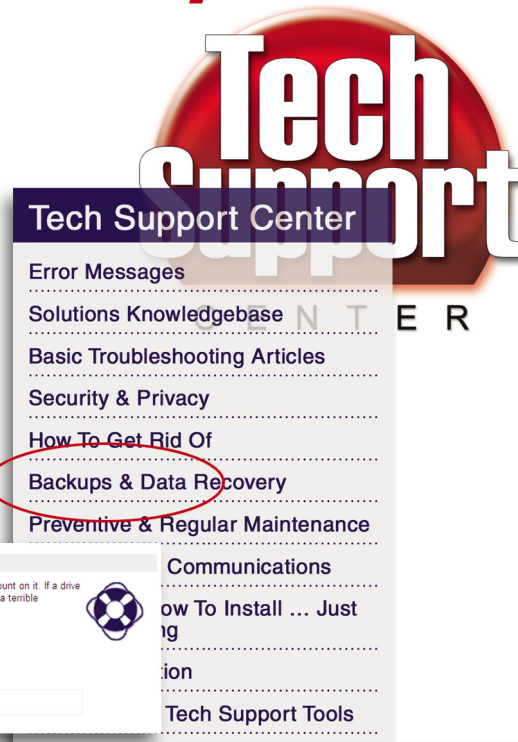 Tech
Support
CENTER
Tech Support Center
Error Messages
Solutions Knowledgebase
Basic Troubleshooting Articles
Security & Privacy
How To Get Rid Of
Backups & Data Recovery
Preventive & Regular Maintenance
Communications
ow To Install … Just
ng
ion
Tech Support Tools
ount on it. If a drive
a terrible